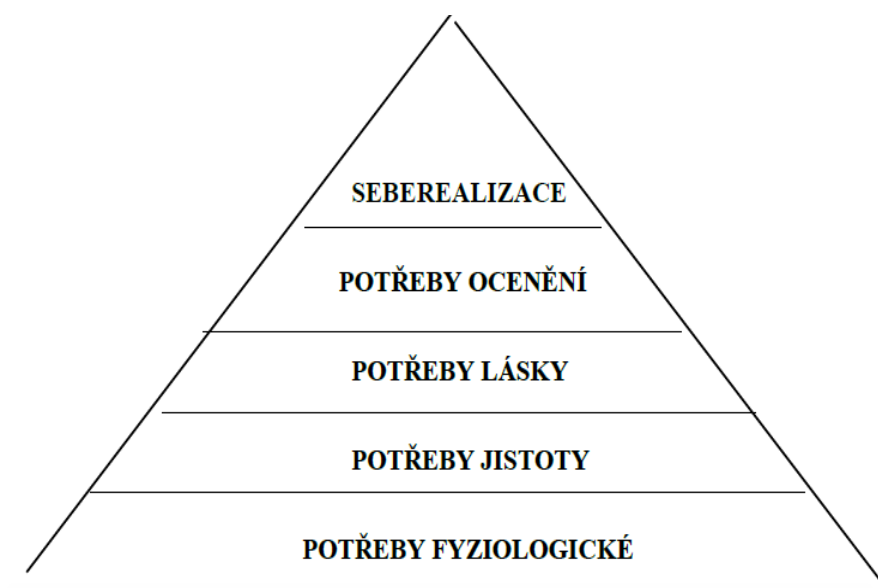 SEBEREALIZACE
POTŘEBY OCENĚNÍ
POTŘEBY LÁSKY
POTŘEBY JISTOTY
POTŘEBY FYZIOLOGICKÉ